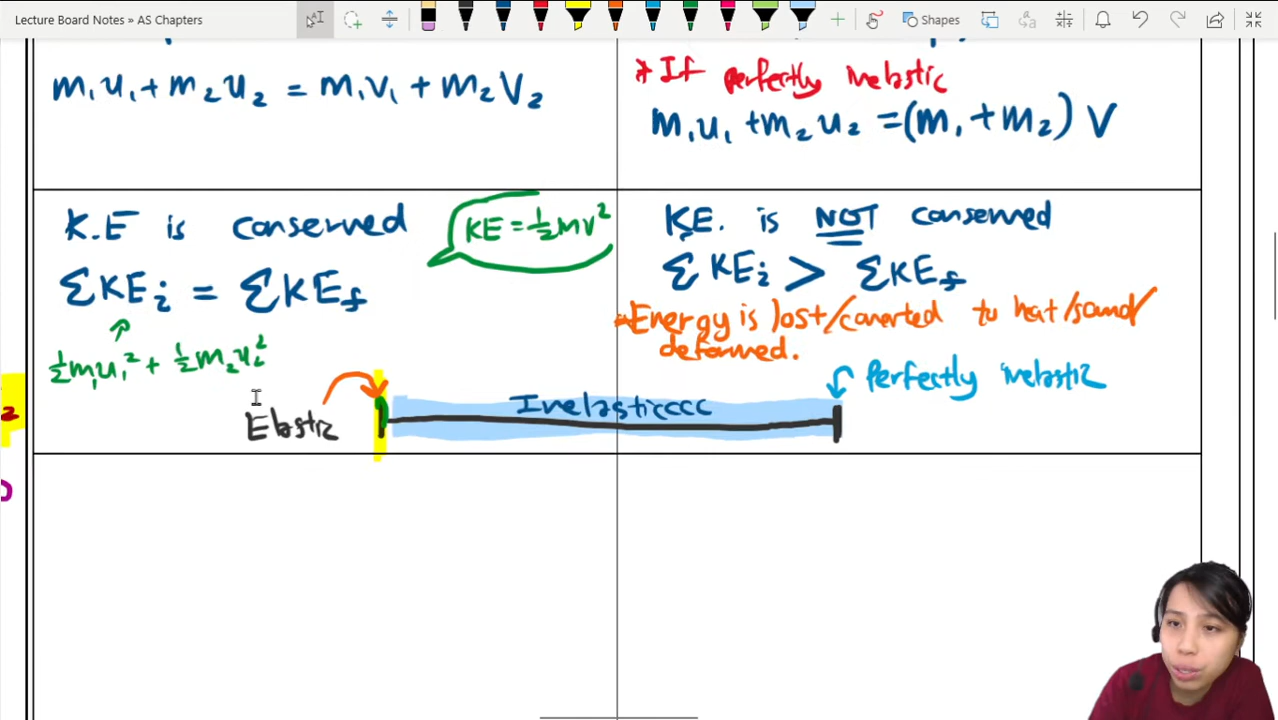 Lecture Board Notes » AS Chapters
Shapes
m₁u₁ + m₂u₂ = m₁v₁ + m₂v₂
* If perfectly inelastic
m₁u₁ + m₂u₂ = (m₁ + m₂) V
K.E is conserved
KE = ½mv²
ΣKEᵢ = ΣKE_f
½m₁u₁² + ½m₂u₂²
KE. is NOT conserved
ΣKEᵢ > ΣKE_f
Energy is lost/converted to heat/sound/
deformed.
Perfectly inelastic
Elastic
Inelasticccc